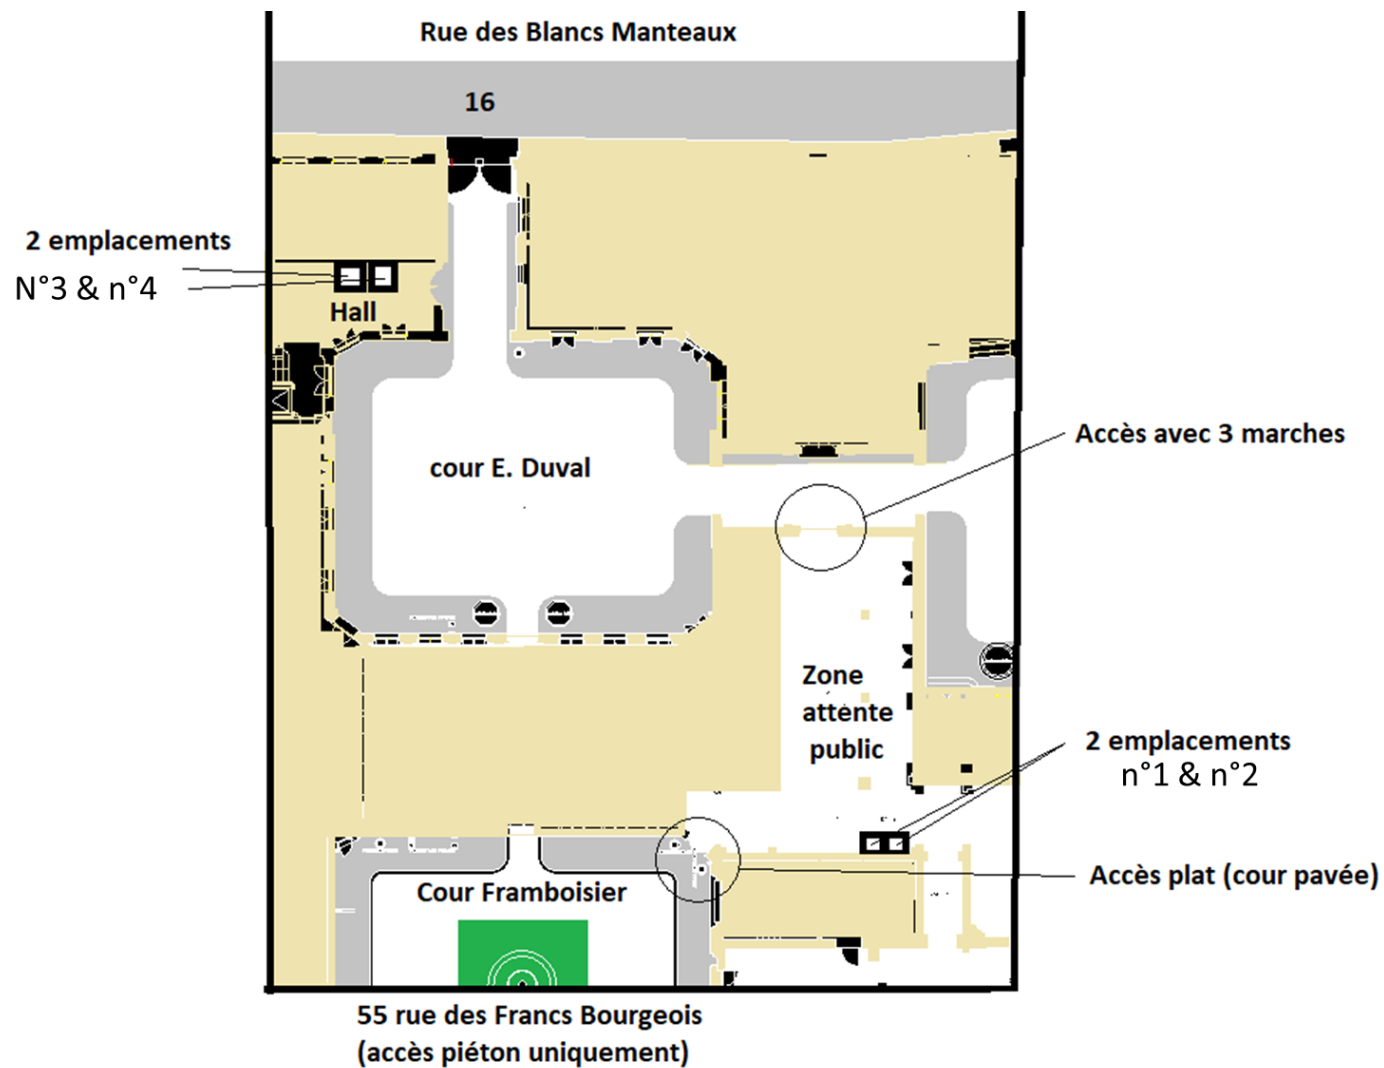 Rue des Blancs Manteaux
16
2 emplacements
N°3 & n°4
Hall
Accès avec 3 marches
cour E. Duval
Zone
attente
public
2 emplacements
n°1 & n°2
Accès plat (cour pavée)
Cour Framboisier
55 rue des Francs Bourgeois
(accès piéton uniquement)